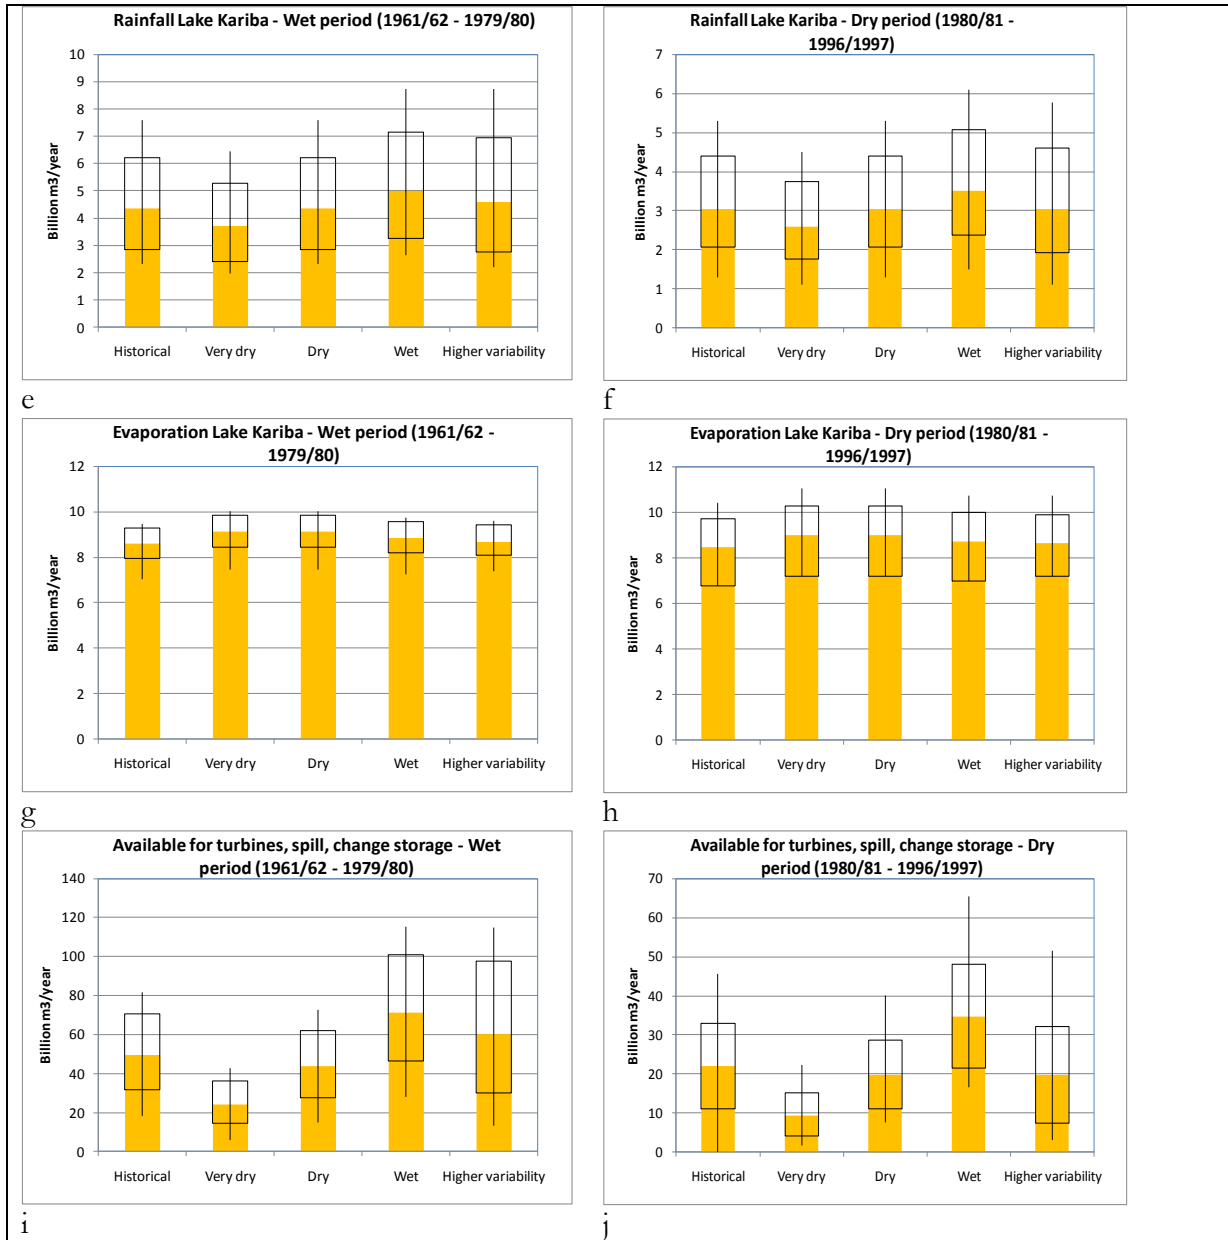 Rainfall Lake Kariba - Wet period (1961/62 - 1979/80)
10
9
8
7
6
5
4
3
2
1
0
Billion m3/year
Historical Very dry Dry Wet Higher variability
e
Rainfall Lake Kariba - Dry period (1980/81 -
1996/1997)
7
6
5
4
3
2
1
0
Billion m3/year
Historical Very dry Dry Wet Higher variability
f
Evaporation Lake Kariba - Wet period (1961/62 -
1979/80)
12
10
8
6
4
2
0
Billion m3/year
Historical Very dry Dry Wet Higher variability
g
Evaporation Lake Kariba - Dry period (1980/81 -
1996/1997)
12
10
8
6
4
2
0
Billion m3/year
Historical Very dry Dry Wet Higher variability
h
Available for turbines, spill, change storage - Wet
period (1961/62 - 1979/80)
140
120
100
80
60
40
20
0
Billion m3/year
Historical Very dry Dry Wet Higher variability
i
Available for turbines, spill, change storage - Dry
period (1980/81 - 1996/1997)
70
60
50
40
30
20
10
0
Billion m3/year
Historical Very dry Dry Wet Higher variability
j